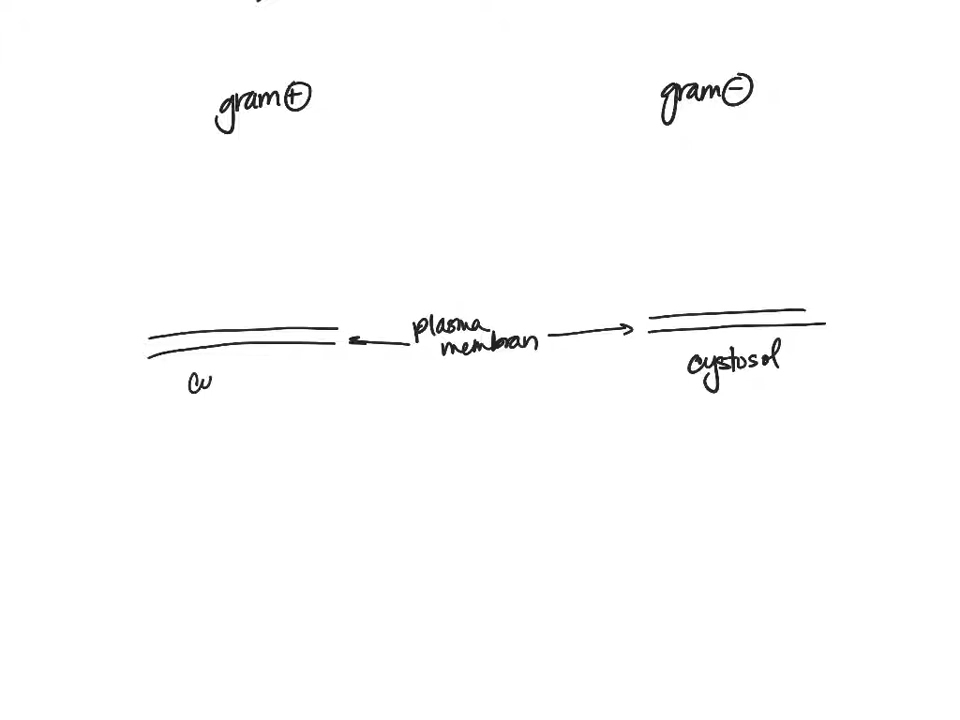 gram⊕
gram⊖
plasma
membran
cystosol